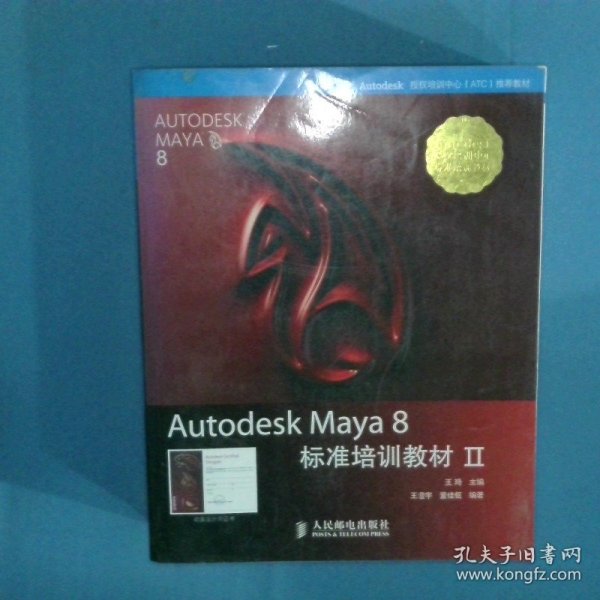 Autodesk 授权培训中心(ATC)推荐教材
AUTODESK
MAYA
8
Autodesk Maya 8
标准培训教材 II
王琦 主编
编著
人民邮电出版社
POSTS & TELECOM PRESS
孔夫子旧书网
www.kongfz.com